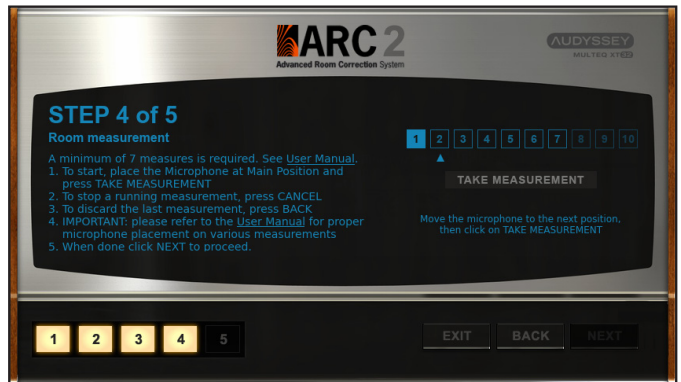 ARC 2
AUDYSSEY
MULTEQ XT32
Advanced Room Correction System
STEP 4 of 5
Room measurement
1 2 3 4 5 6 7 8 9 10
A minimum of 7 measures is required. See User Manual.
1. To start, place the Microphone at Main Position and
press TAKE MEASUREMENT
TAKE MEASUREMENT
2. To stop a running measurement, press CANCEL
3. To discard the last measurement, press BACK
4. IMPORTANT: please refer to the User Manual for proper
microphone placement on various measurements
5. When done click NEXT to proceed.
Move the microphone to the next position,
then click on TAKE MEASUREMENT
1 2 3 4 5
EXIT BACK NEXT